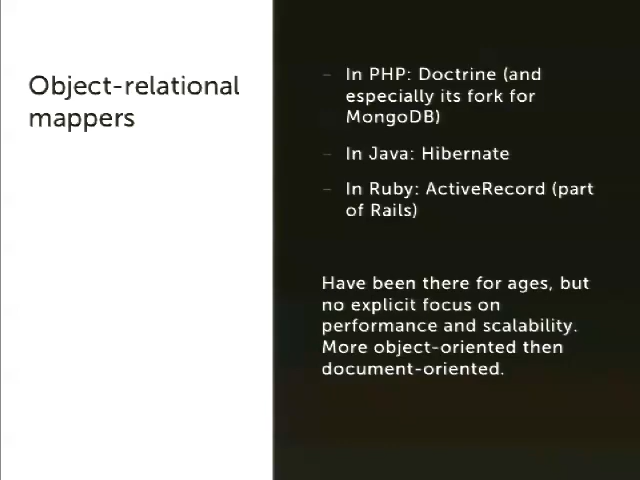 Object-relational
mappers
– In PHP: Doctrine (and
especially its fork for
MongoDB)
– In Java: Hibernate
– In Ruby: ActiveRecord (part
of Rails)
Have been there for ages, but
no explicit focus on
performance and scalability.
More object-oriented then
document-oriented.